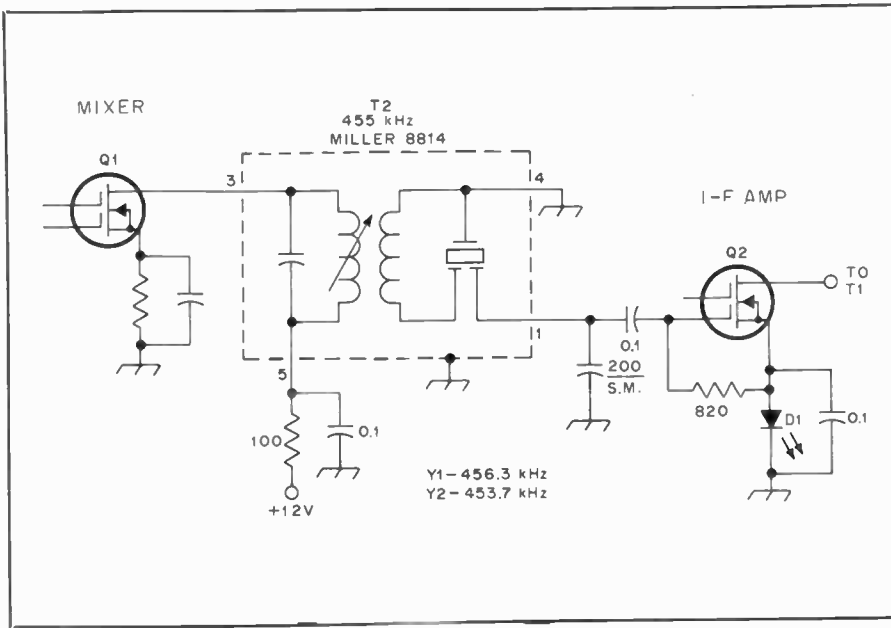 MIXER
Q1
T2
455 kHz
MILLER 8814
3
4
I-F AMP
Q2
TO
T1
1
0.1
200
S.M.
820
D1
0.1
5
100
0.1
+12V
Y1-456.3 kHz
Y2-453.7 kHz